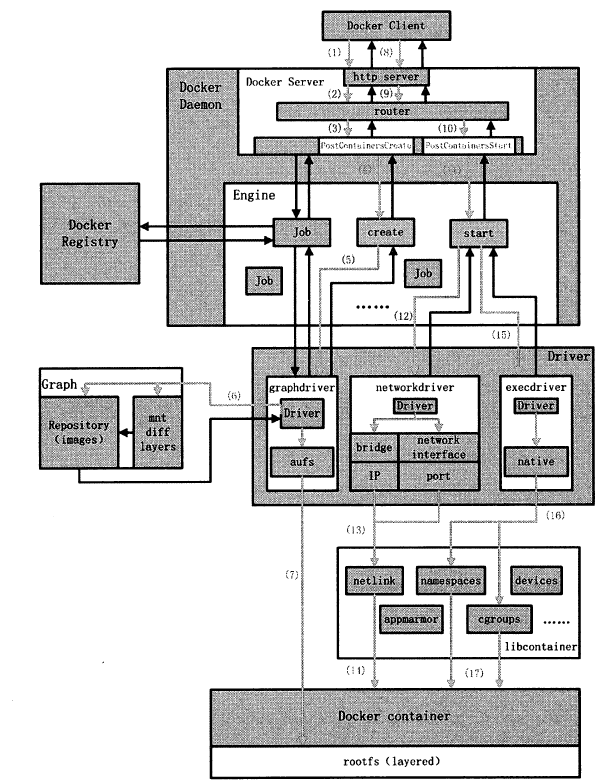 Docker Client
(1)
(8)
http server
Docker
Daemon
Docker Server
(2)
(9)
router
(3)
(10)
PostContainersCreate
PostContainersStart
Engine
Docker
Registry
Job
create
start
(5)
Job
Job
......
(12)
(15)
Driver
Graph
(6)
graphdriver
networkdriver
execdriver
Driver
Driver
Driver
Repository
(images)
mnt
diff
layers
aufs
bridge
network
interface
IP
port
native
(13)
(16)
(7)
netlink
namespaces
devices
appmarmor
cgroups
......
libcontainer
(14)
(17)
Docker container
rootfs (layered)